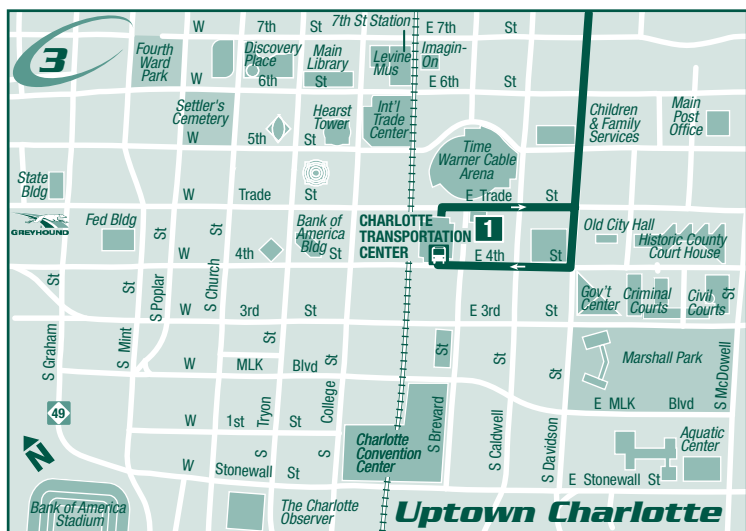 3
W 7th St
7th St Station
E 7th St
Fourth
Ward
Park
Discovery
Place
Main
Library
Levine
Mus
Imagin-
On
W 6th St
E 6th St
Settler's
Cemetery
Hearst
Tower
Int'l
Trade
Center
Children
& Family
Services
Main
Post
Office
W 5th St
Time
Warner Cable
Arena
State
Bldg
W Trade St
E Trade St
GREYHOUND
Fed Bldg
Bank of
America
Bldg
CHARLOTTE
TRANSPORTATION
CENTER
1
Old City Hall
Historic County
Court House
W 4th St
E 4th St
Gov't
Center
Criminal
Courts
Civil
Courts
W 3rd St
E 3rd St
S Graham St
S Mint St
S Poplar St
S Church St
S Tryon St
S College St
S Brevard St
S Caldwell St
S Davidson St
S McDowell St
Marshall Park
W MLK Blvd
E MLK Blvd
49
N
W 1st St
Charlotte
Convention
Center
Aquatic
Center
W Stonewall St
E Stonewall St
Bank of America
Stadium
The Charlotte
Observer
Uptown Charlotte